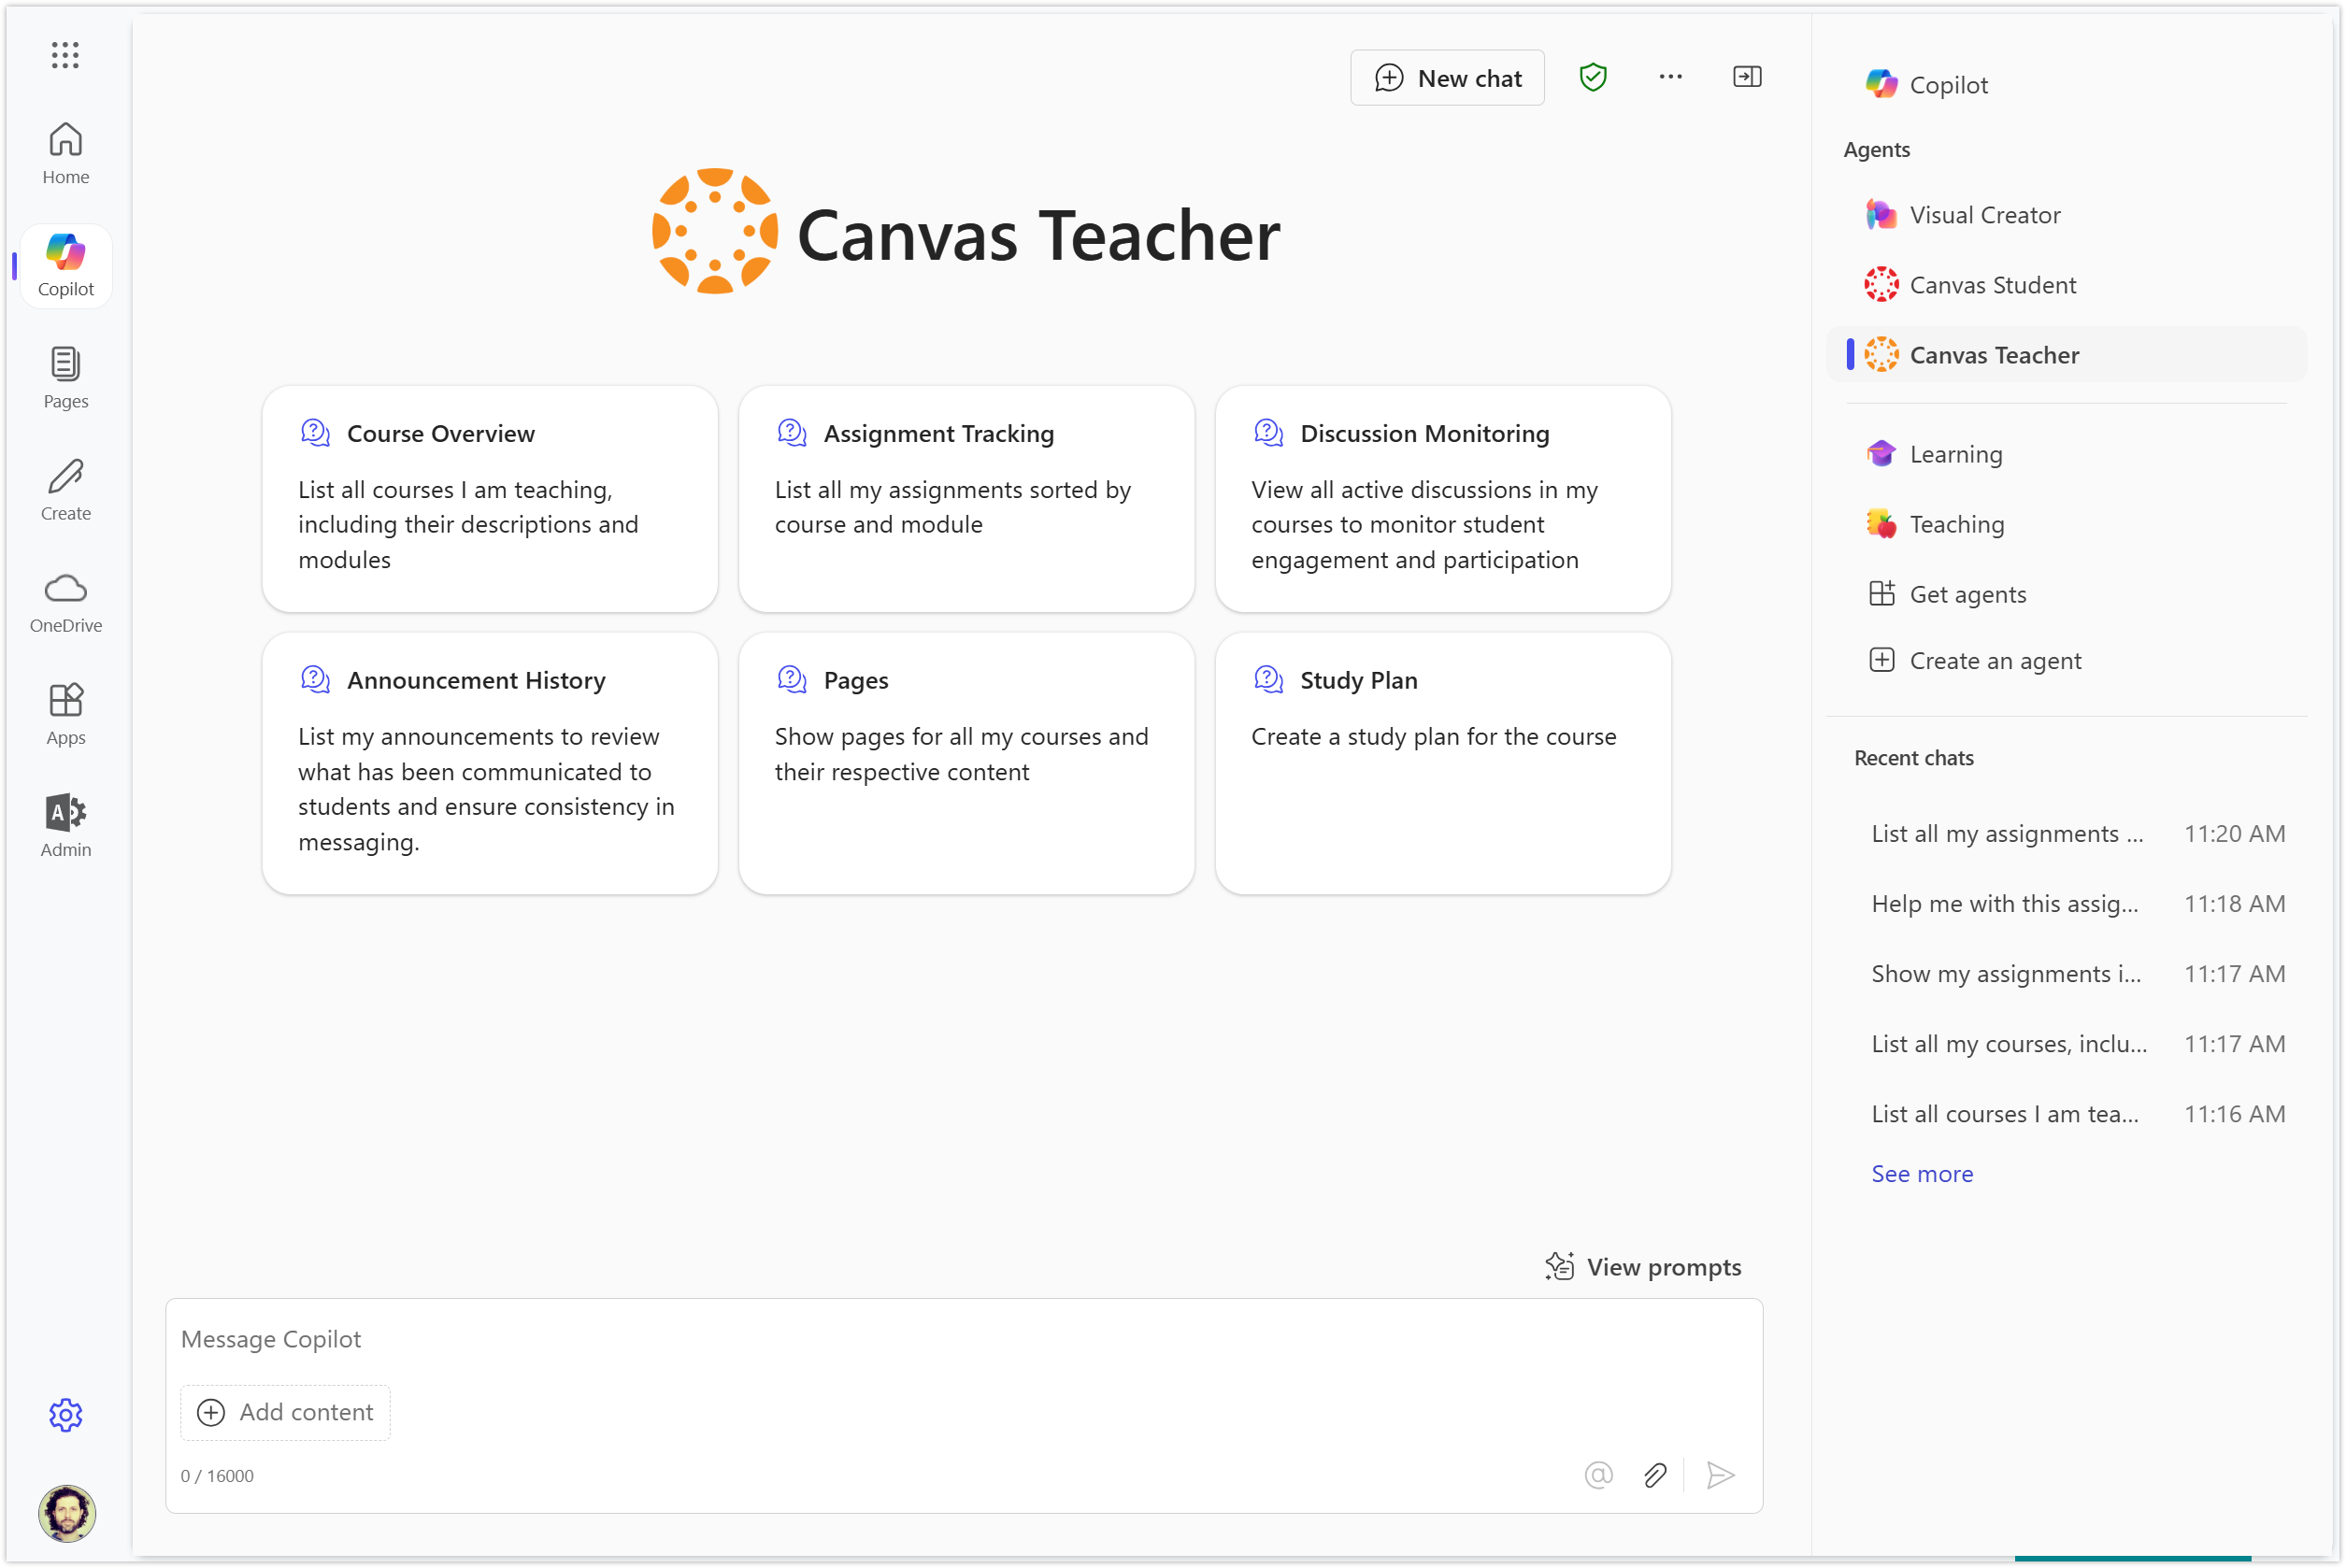 Home
Copilot
Pages
Create
OneDrive
Apps
A
Admin
New chat
Canvas Teacher
Course Overview
List all courses I am teaching,
including their descriptions and
modules
Assignment Tracking
List all my assignments sorted by
course and module
Discussion Monitoring
View all active discussions in my
courses to monitor student
engagement and participation
Announcement History
List my announcements to review
what has been communicated to
students and ensure consistency in
messaging.
Pages
Show pages for all my courses and
their respective content
Study Plan
Create a study plan for the course
View prompts
Message Copilot
Add content
0 / 16000
@
Copilot
Agents
Visual Creator
Canvas Student
Canvas Teacher
Learning
Teaching
Get agents
Create an agent
Recent chats
List all my assignments ... 11:20 AM
Help me with this assig... 11:18 AM
Show my assignments i... 11:17 AM
List all my courses, inclu... 11:17 AM
List all courses I am tea... 11:16 AM
See more